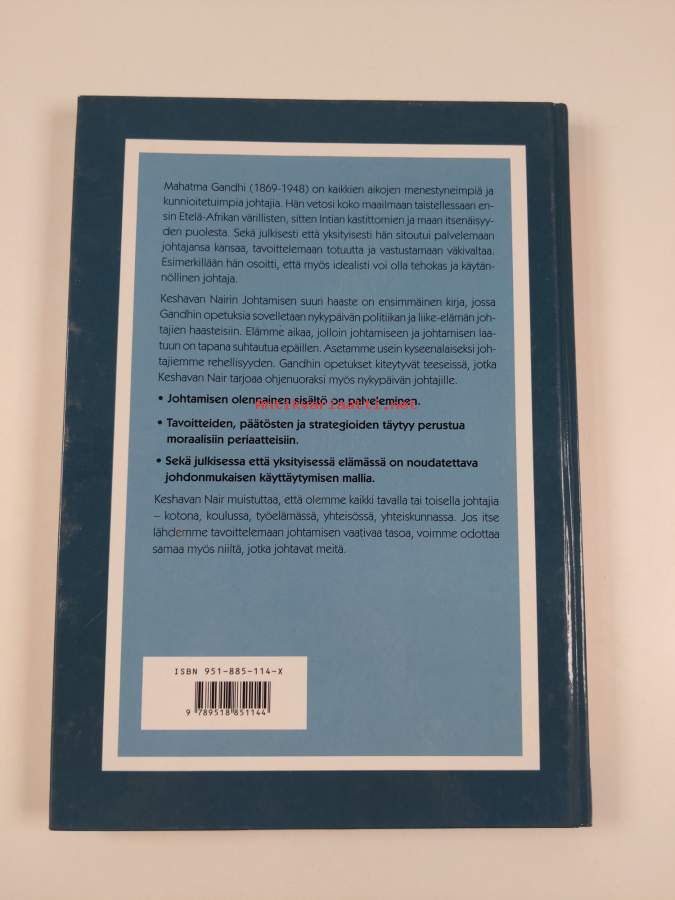 Mahatma Gandhi (1869-1948) on kaikkien aikojen menestyneimpiä ja
kunnioitetuimpia johtajia. Hän vetosi koko maailmaan taistellessaan en-
sin Etelä-Afrikan värillisten, sitten Intian kastittomien ja maan itsenäisyy-
den puolesta. Sekä julkisesti että yksityisesti hän sitoutui palvelemaan
johtajansa kansaa, tavoittelemaan totuutta ja vastustamaan väkivaltaa.
Esimerkillään hän osoitti, että myös idealisti voi olla tehokas ja käytän-
nöllinen johtaja.
Keshavan Nairin Johtamisen suuri haaste on ensimmäinen kirja, jossa
Gandhin opetuksia sovelletaan nykypäivän politiikan ja liike-elämän joh-
tajien haasteisiin. Elämme aikaa, jolloin johtamiseen ja johtamisen laa-
tuun on tapana suhtautua epäillen. Asetamme usein kyseenalaiseksi joh-
tajiemme rehellisyyden. Gandhin opetukset kiteytyvät teeseissä, jotka
Keshavan Nair tarjoaa ohjenuoraksi myös nykypäivän johtajille.
• Johtamisen olennainen sisältö on palveleminen.
Antikvariaatti.net
• Tavoitteiden, päätösten ja strategioiden täytyy perustua
moraalisiin periaatteisiin.
• Sekä julkisessa että yksityisessä elämässä on noudatettava
johdonmukaisen käyttäytymisen mallia.
Keshavan Nair muistuttaa, että olemme kaikki tavalla tai toisella johtajia
– kotona, koulussa, työelämässä, yhteisössä, yhteiskunnassa. Jos itse
lähdemme tavoittelemaan johtamisen vaativaa tasoa, voimme odottaa
samaa myös niiltä, jotka johtavat meitä.
ISBN 951-885-114-X
9 789518 851144